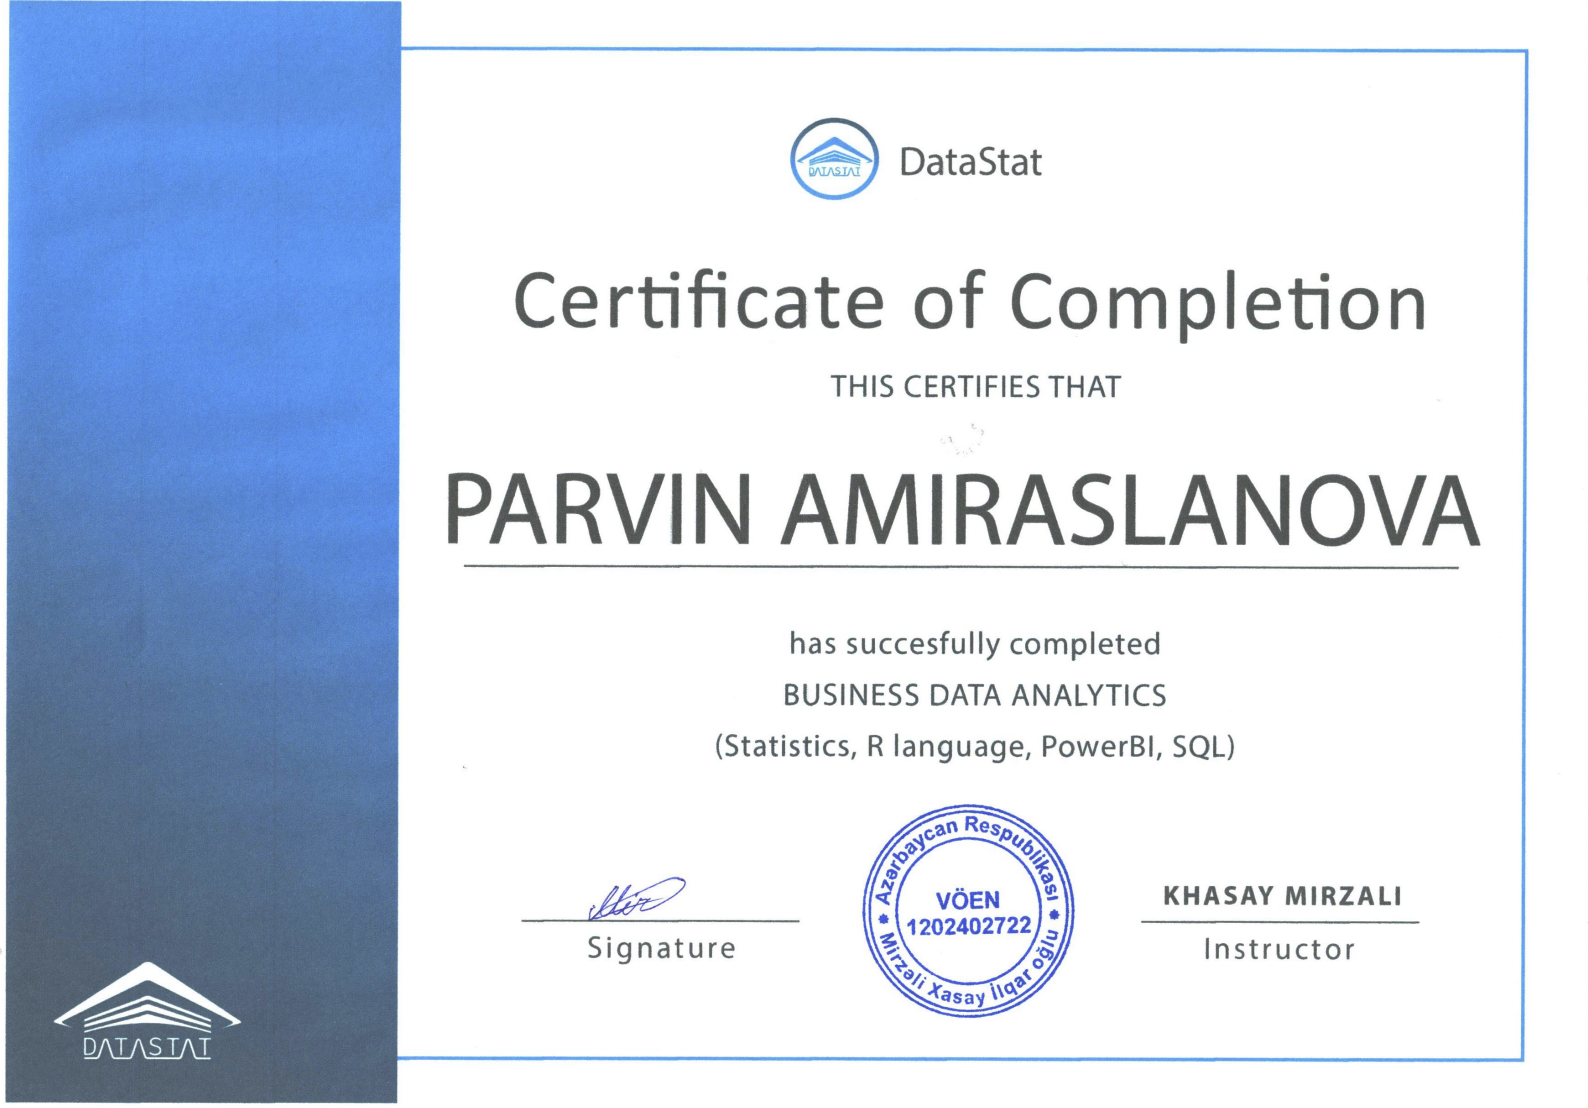 DATASTAT
DataStat
Certificate of Completion
THIS CERTIFIES THAT
PARVIN AMIRASLANOVA
has succesfully completed
BUSINESS DATA ANALYTICS
(Statistics, R language, PowerBI, SQL)
Signature
Azərbaycan Respublikası
VÖEN
1202402722
Mirzəli Xasay İlqar oğlu
KHASAY MIRZALI
Instructor
DATASTAT